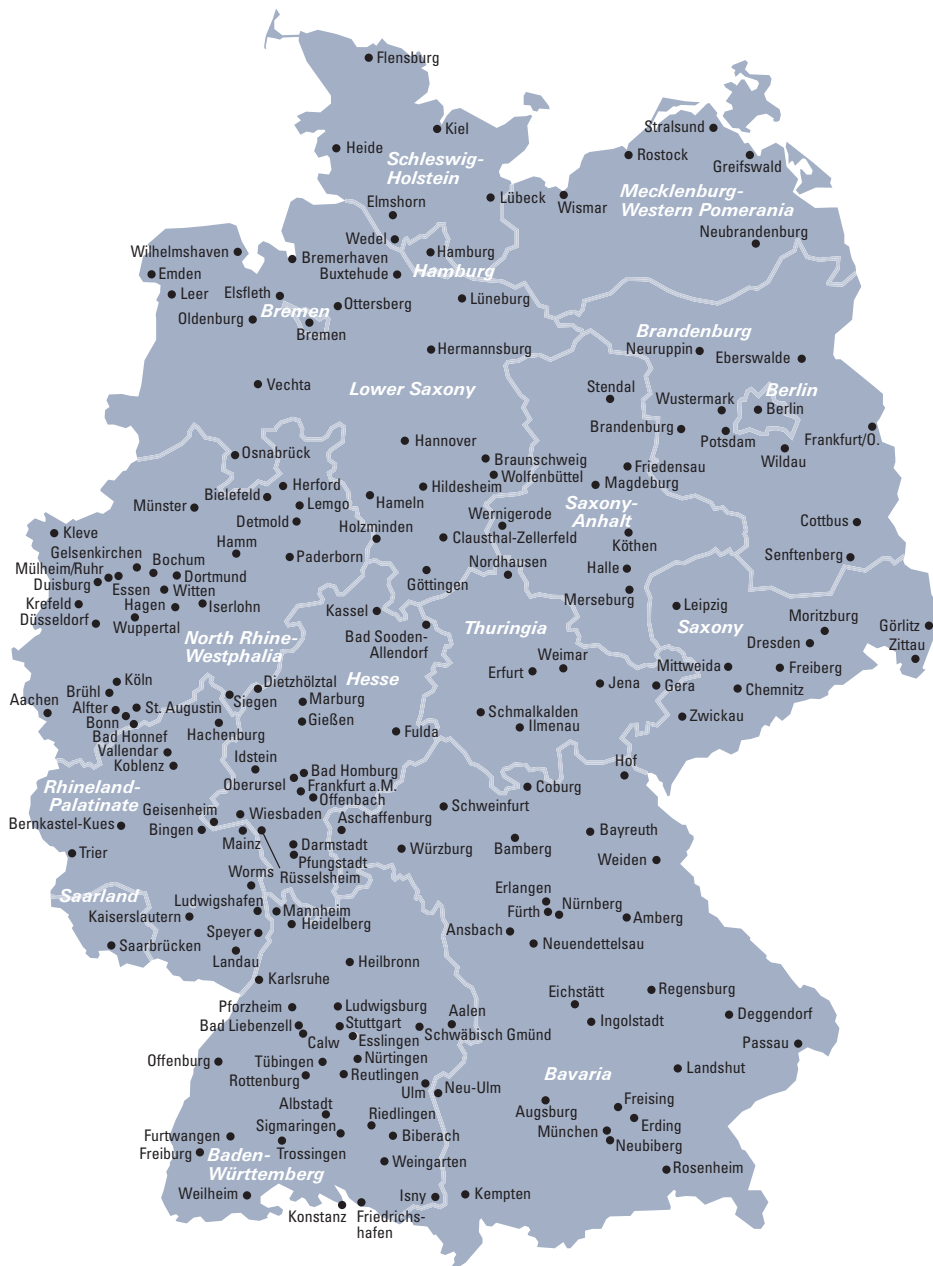 Flensburg
Kiel
Stralsund
Heide
Rostock
Greifswald
Schleswig-
Holstein
Mecklenburg-
Western Pomerania
Lübeck
Wismar
Elmshorn
Neubrandenburg
Wedel
Hamburg
Wilhelmshaven
Bremerhaven
Hamburg
Emden
Buxtehude
Leer
Elsfleth
Ottersberg
Lüneburg
Bremen
Oldenburg
Bremen
Brandenburg
Hermannsburg
Neuruppin
Eberswalde
Vechta
Lower Saxony
Stendal
Berlin
Wustermark
Berlin
Brandenburg
Potsdam
Frankfurt/O.
Hannover
Wildau
Osnabrück
Braunschweig
Friedensau
Wolfenbüttel
Magdeburg
Herford
Hildesheim
Bielefeld
Lemgo
Hameln
Saxony-
Anhalt
Münster
Detmold
Holzminden
Wernigerode
Cottbus
Kleve
Clausthal-Zellerfeld
Köthen
Hamm
Gelsenkirchen
Bochum
Paderborn
Nordhausen
Senftenberg
Mülheim/Ruhr
Dortmund
Göttingen
Halle
Duisburg
Essen
Witten
Merseburg
Krefeld
Hagen
Iserlohn
Kassel
Leipzig
Düsseldorf
Wuppertal
Moritzburg
Görlitz
North Rhine-
Westphalia
Bad Sooden-
Allendorf
Thuringia
Saxony
Dresden
Zittau
Weimar
Mittweida
Erfurt
Freiberg
Hesse
Köln
Dietzhölztal
Jena
Gera
Chemnitz
Brühl
Siegen
Marburg
Aachen
Alfter
St. Augustin
Schmalkalden
Zwickau
Bonn
Gießen
Bad Honnef
Hachenburg
Fulda
Ilmenau
Vallendar
Koblenz
Idstein
Hof
Bad Homburg
Oberursel
Frankfurt a.M.
Coburg
Rhineland-
Palatinate
Offenbach
Schweinfurt
Geisenheim
Wiesbaden
Aschaffenburg
Bernkastel-Kues
Bingen
Mainz
Darmstadt
Bayreuth
Trier
Pfungstadt
Würzburg
Bamberg
Weiden
Rüsselsheim
Worms
Saarland
Ludwigshafen
Erlangen
Kaiserslautern
Mannheim
Fürth
Nürnberg
Amberg
Heidelberg
Speyer
Ansbach
Saarbrücken
Neuendettelsau
Landau
Heilbronn
Karlsruhe
Regensburg
Eichstätt
Pforzheim
Ludwigsburg
Aalen
Deggendorf
Bad Liebenzell
Stuttgart
Ingolstadt
Calw
Esslingen
Schwäbisch Gmünd
Passau
Offenburg
Tübingen
Nürtingen
Landshut
Rottenburg
Reutlingen
Bavaria
Ulm
Neu-Ulm
Albstadt
Augsburg
Freising
Riedlingen
Sigmaringen
Erding
Furtwangen
Biberach
München
Freiburg
Trossingen
Neubiberg
Baden-
Württemberg
Weingarten
Rosenheim
Weilheim
Isny
Kempten
Konstanz
Friedrichs-
hafen